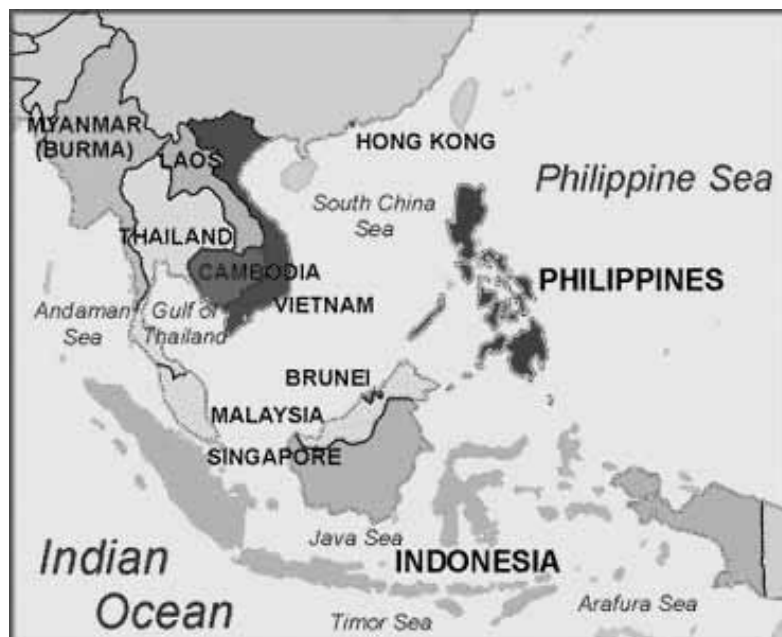 MYANMAR
(BURMA)
LAOS
HONG KONG
Philippine Sea
South China
Sea
THAILAND
CAMBODIA
PHILIPPINES
Andaman
Sea
Gulf of
Thailand
VIETNAM
BRUNEI
MALAYSIA
SINGAPORE
Java Sea
Indian
Ocean
INDONESIA
Timor Sea
Arafura Sea